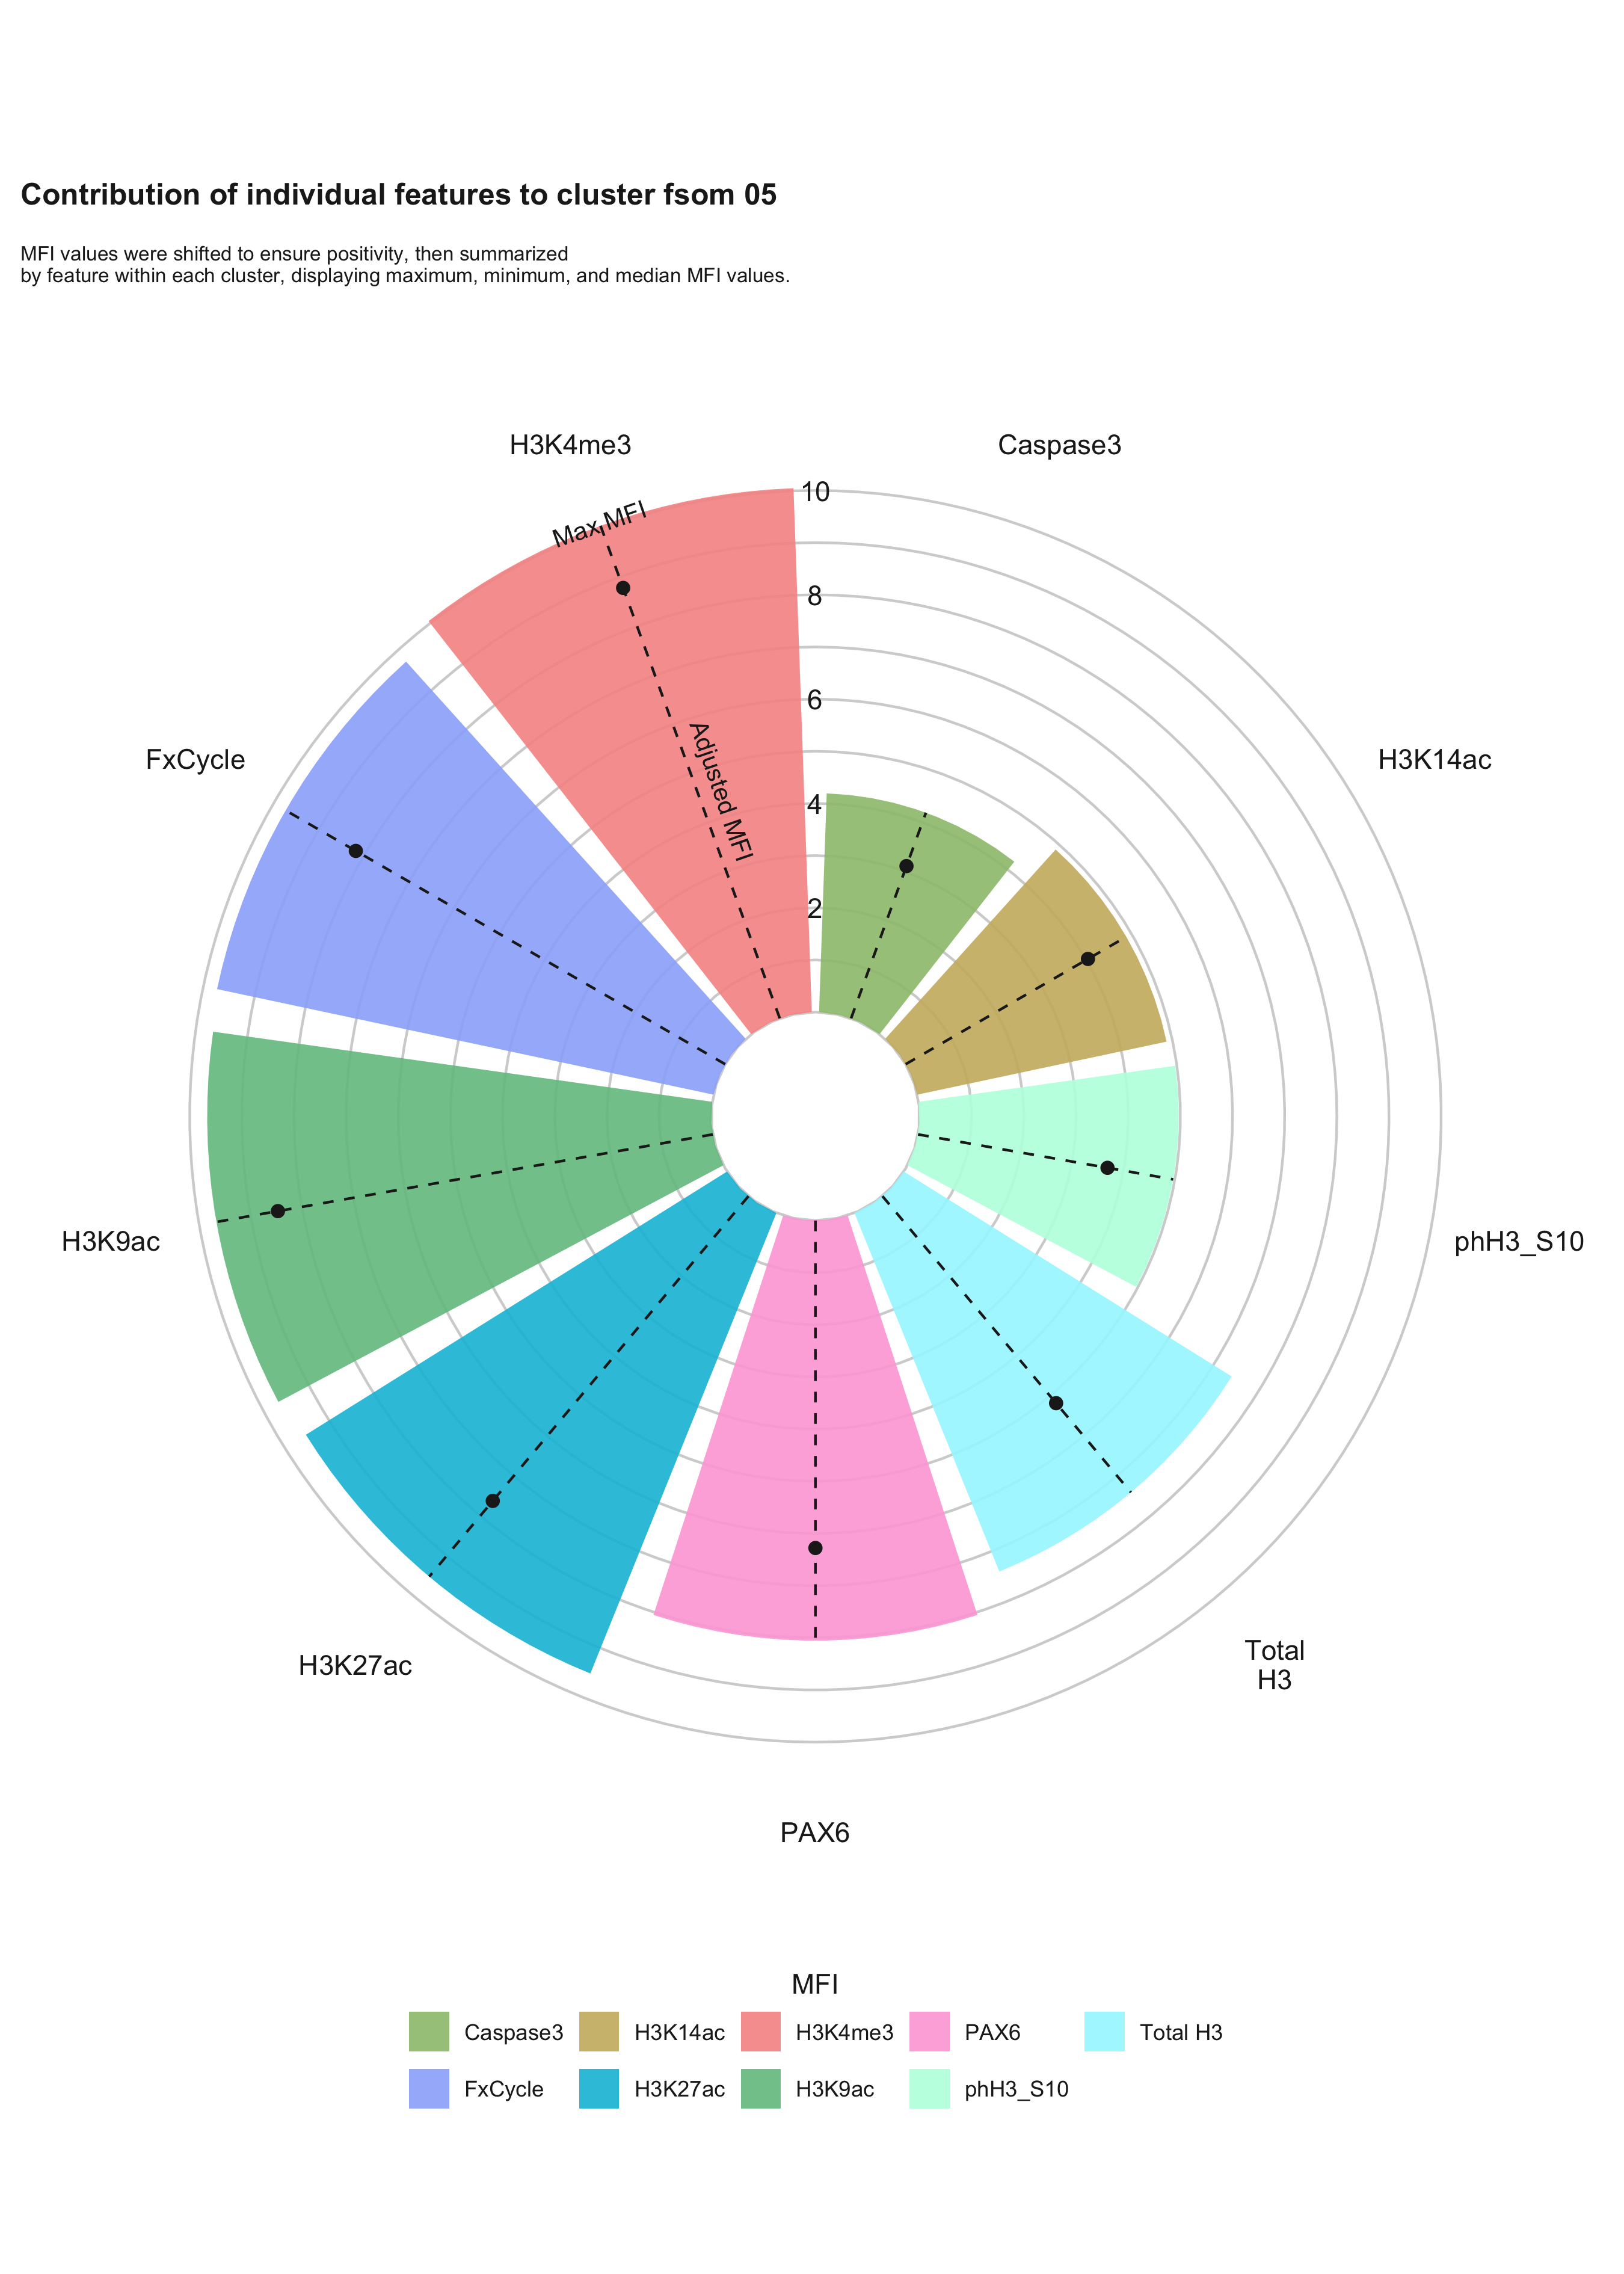 Contribution of individual features to cluster fsom 05
MFI values were shifted to ensure positivity, then summarized
by feature within each cluster, displaying maximum, minimum, and median MFI values.
H3K4me3
Caspase3
Max MFI
10
8
6
4
2
Adjusted MFI
FxCycle
H3K14ac
H3K9ac
phH3_S10
H3K27ac
Total
H3
PAX6
MFI
Caspase3
H3K14ac
H3K4me3
PAX6
Total H3
FxCycle
H3K27ac
H3K9ac
phH3_S10